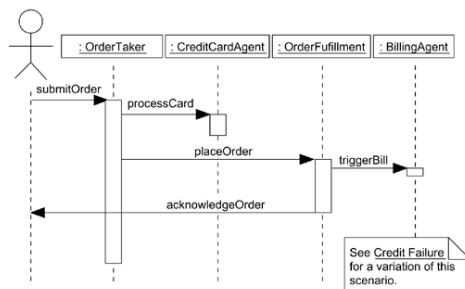 : OrderTaker
: CreditCardAgent
: OrderFufillment
: BillingAgent
submitOrder
processCard
placeOrder
triggerBill
acknowledgeOrder
See Credit Failure
for a variation of this
scenario.